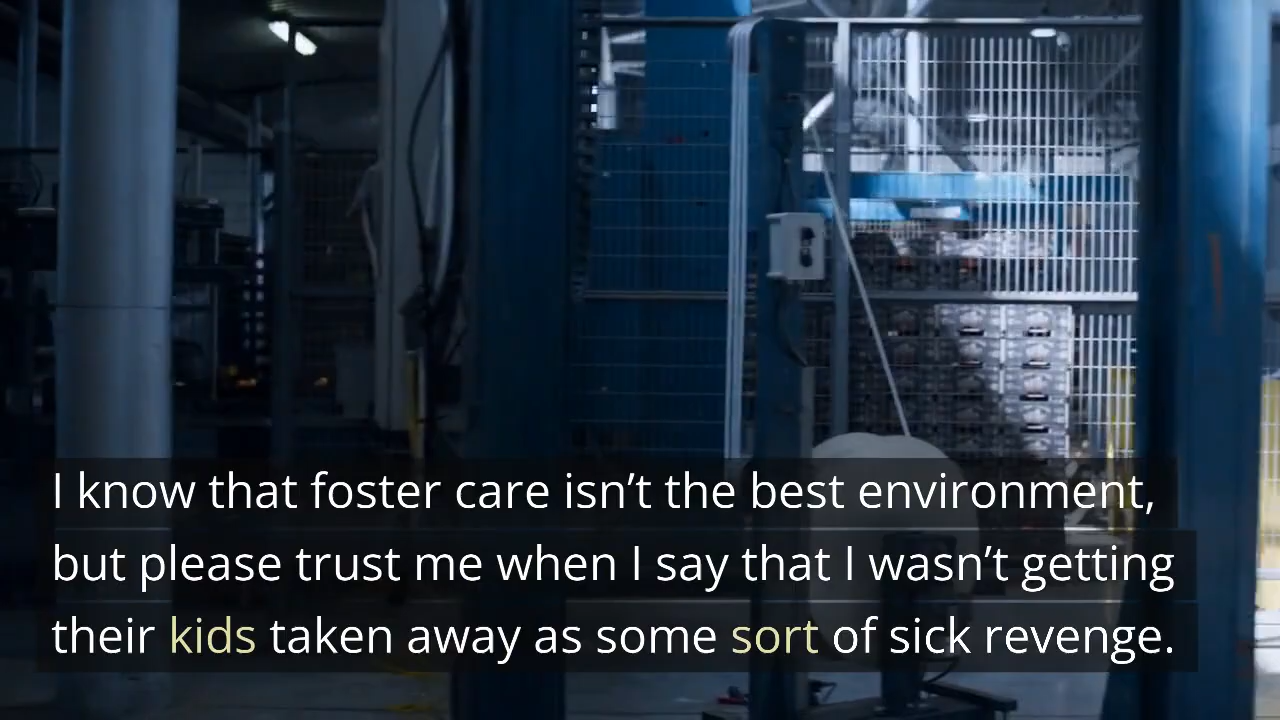 I know that foster care isn’t the best environment,
but please trust me when I say that I wasn’t getting
their kids taken away as some sort of sick revenge.